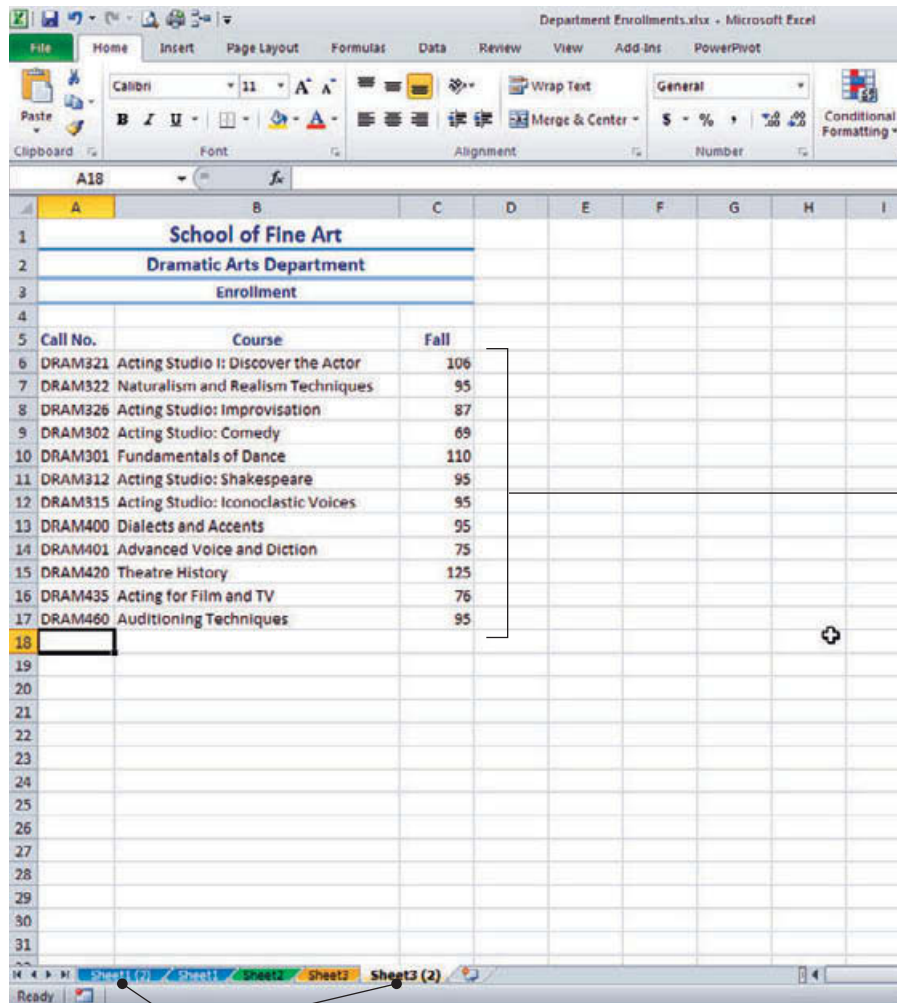 Department Enrollments.xlsx - Microsoft Excel
File Home Insert Page Layout Formulas Data Review View Add-Ins PowerPivot
Calibri 11 A A Wrap Text General
Paste B I U A Merge & Center $ % , .0 .00 .00 .0 Conditional Formatting
Clipboard Font Alignment Number
A18 fx
A B C D E F G H I
1 School of Fine Art
2 Dramatic Arts Department
3 Enrollment
4
5 Call No. Course Fall
6 DRAM321 Acting Studio I: Discover the Actor 106
7 DRAM322 Naturalism and Realism Techniques 95
8 DRAM326 Acting Studio: Improvisation 87
9 DRAM302 Acting Studio: Comedy 69
10 DRAM301 Fundamentals of Dance 110
11 DRAM312 Acting Studio: Shakespeare 95
12 DRAM315 Acting Studio: Iconoclastic Voices 95
13 DRAM400 Dialects and Accents 95
14 DRAM401 Advanced Voice and Diction 75
15 DRAM420 Theatre History 125
16 DRAM435 Acting for Film and TV 76
17 DRAM460 Auditioning Techniques 95
18
19
20
21
22
23
24
25
26
27
28
29
30
31
Sheet1 (2) Sheet1 Sheet2 Sheet3 Sheet3 (2)
Ready